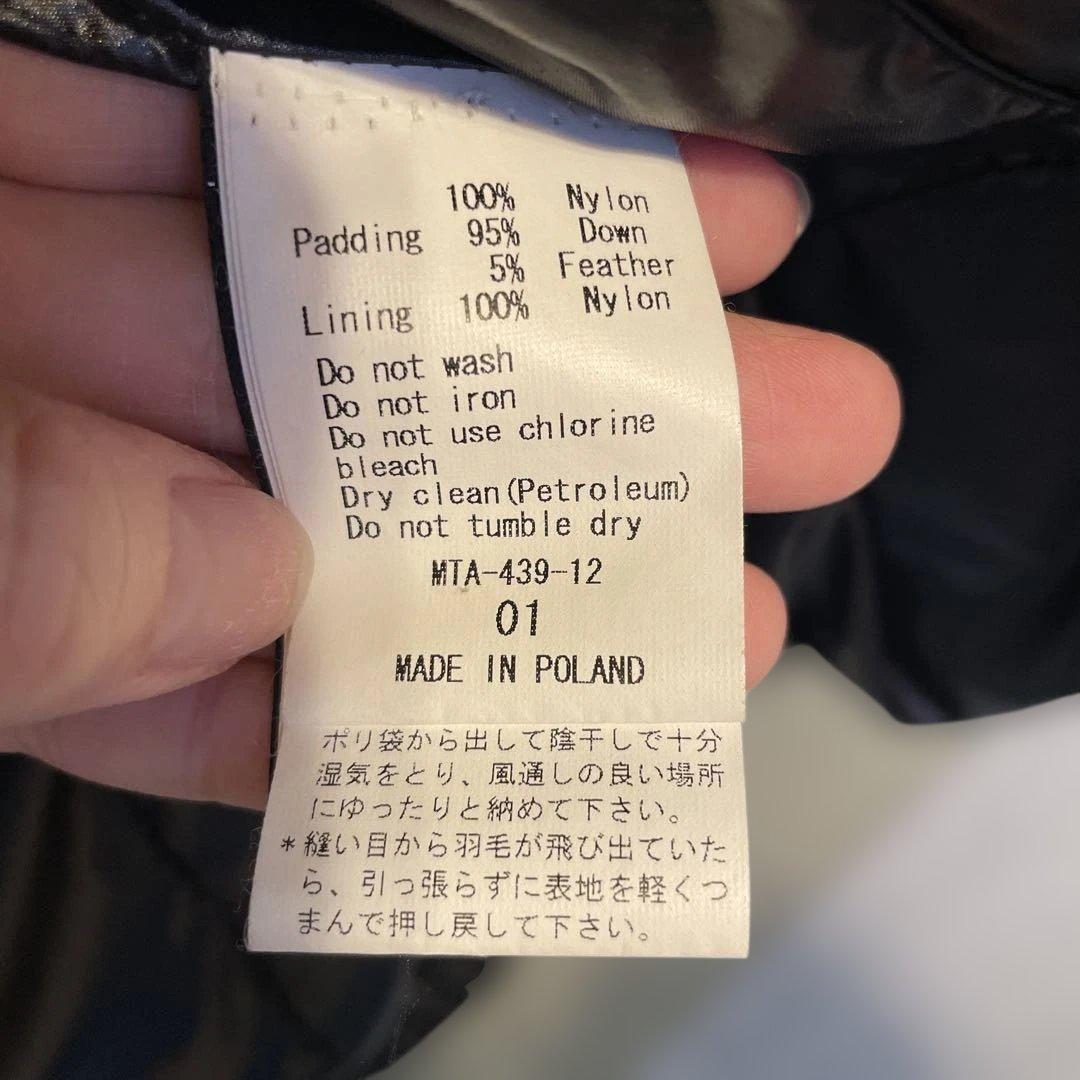 100% Nylon
Padding 95% Down
5% Feather
Lining 100% Nylon
Do not wash
Do not iron
Do not use chlorine
bleach
Dry clean(Petroleum)
Do not tumble dry
MTA-439-12
01
MADE IN POLAND
ポリ袋から出して陰干しで十分
湿気をとり、風通しの良い場所
にゆったりと納めて下さい。
*縫い目から羽毛が飛び出ていた
ら、引っ張らずに表地を軽くつ
まんで押し戻して下さい。